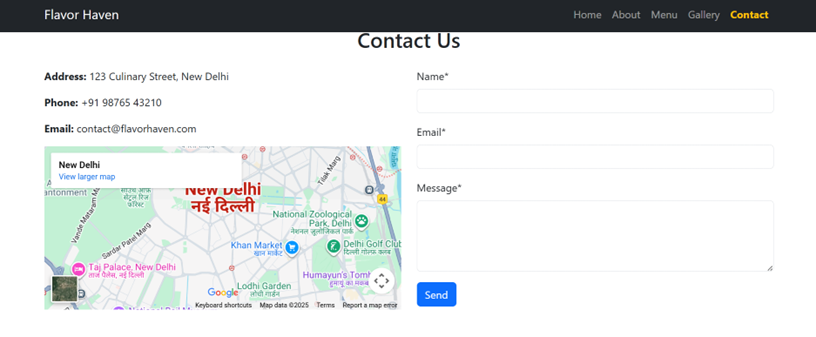 Flavor Haven
Home About Menu Gallery Contact
Contact Us
Address: 123 Culinary Street, New Delhi
Phone: +91 98765 43210
Email: contact@flavorhaven.com
New Delhi
View larger map
antonment
New Delhi
नई दिल्ली
Tilak Marg
44
Vande Mataram Ma
Sardar Patel Marg
National Zoological
Park, Delhi
नेशनल जूलोजिकल पार्क
Khan Market
खान मार्केट
Delhi Golf Club
दिल्ली गोल्फ क्लब
Taj Palace, New Delhi
ताज पैलेस, नई दिल्ली
Humayun's Tomb
हुमायूं का मकब
Lodhi Garden
लोधी गार्डन
Google
Keyboard shortcuts Map data ©2025 Terms Report a map error
Name*
Email*
Message*
Send